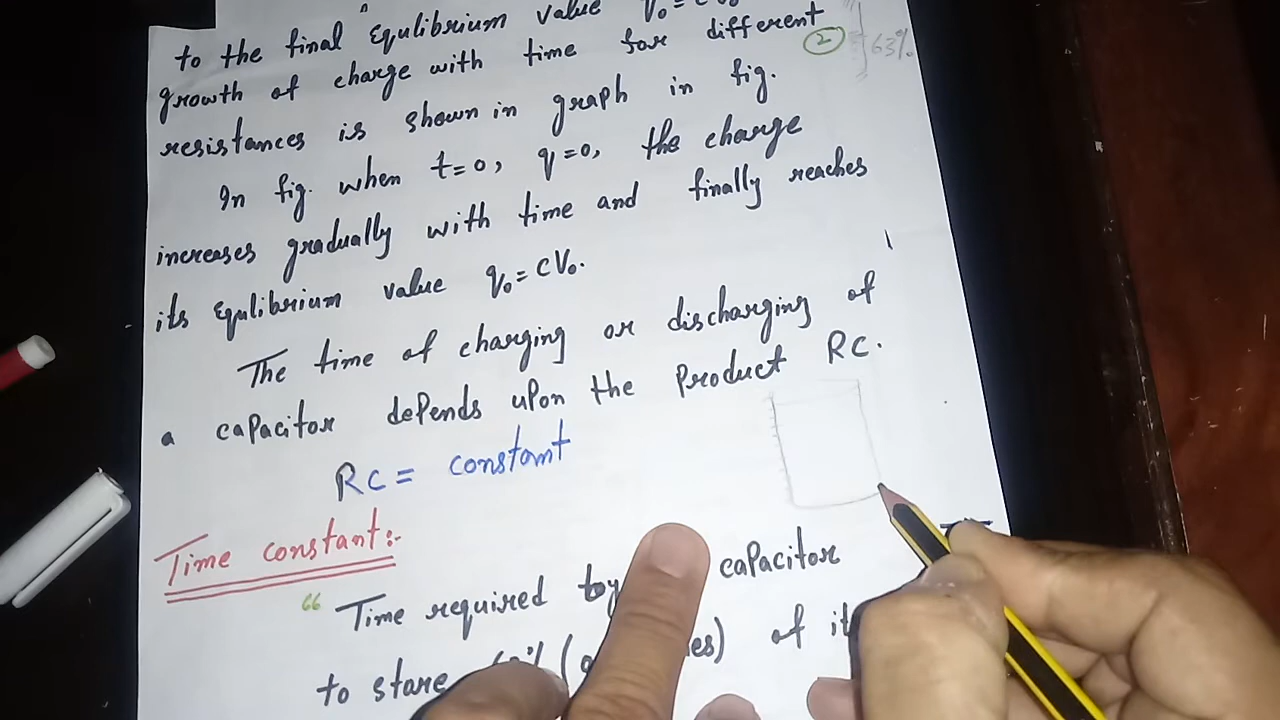 to the final Equlibrium value V₀ =
growth of charge with time for different
② 63%
resistances is shown in graph in fig.
In fig. when t=0, q=0, the charge
increases gradually with time and finally reaches
its Equlibrium value q₀ = CV₀.
The time of charging or discharging of
a capacitor depends upon the product RC.
RC = constant
Time constant:-
“ Time required by capacitor
to store of